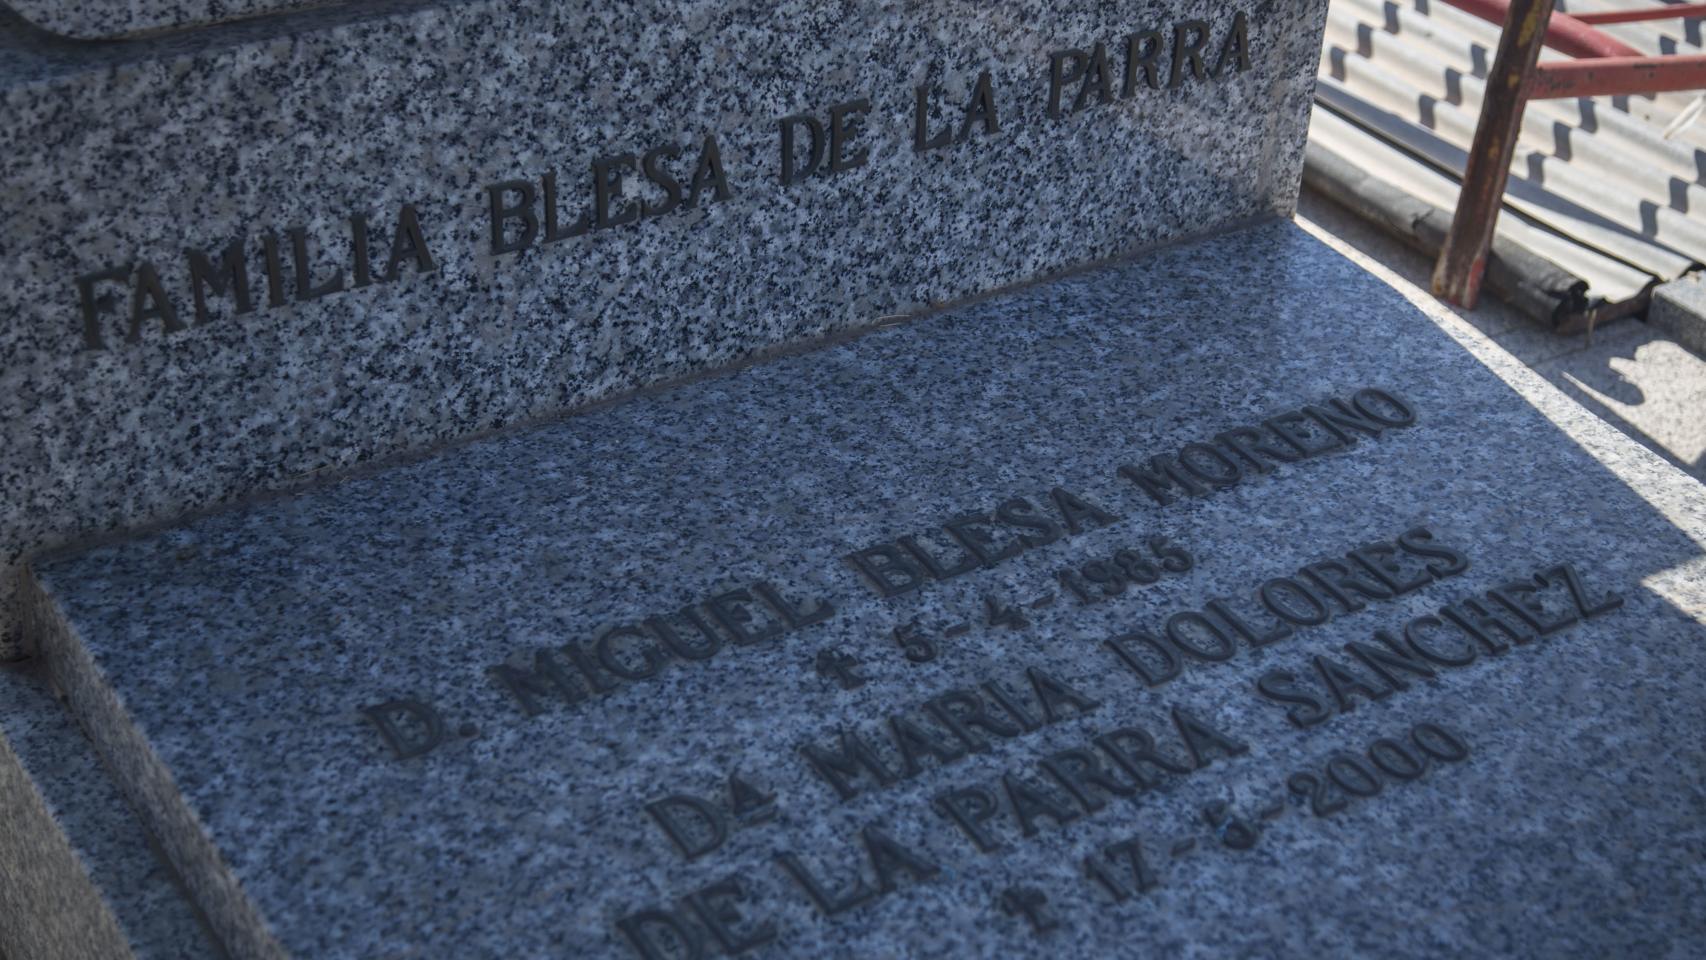 FAMILIA BLESA DE LA PARRA
D. MIGUEL BLESA MORENO
✝ 5-4-1985
Dª MARIA DOLORES
DE LA PARRA SANCHEZ
✝ 17-5-2000